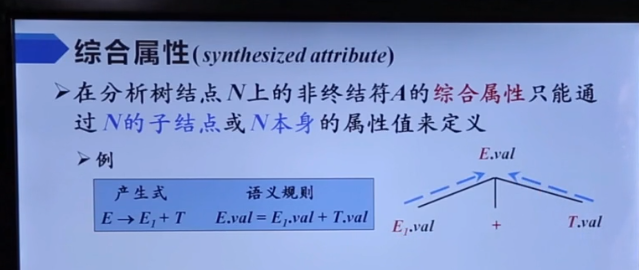 综合属性(synthesized attribute)
➢在分析树结点N上的非终结符A的综合属性只能通
过 N的子结点或N本身的属性值来定义
➢例
产生式 语义规则
E → E₁ + T E.val = E₁.val + T.val
E.val
E₁.val + T.val